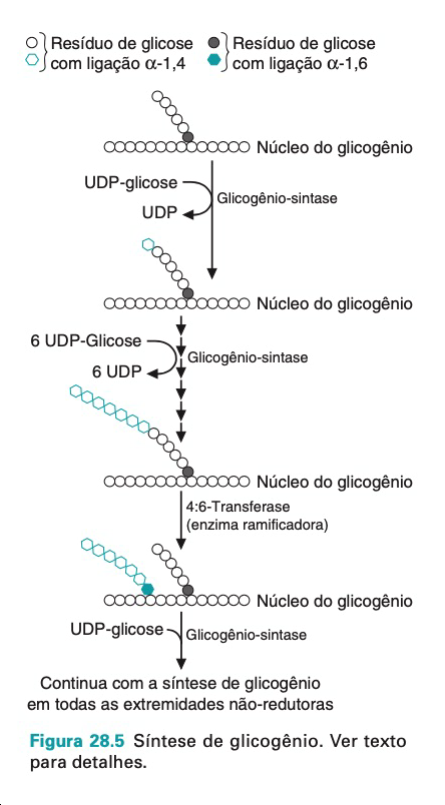 Resíduo de glicose
com ligação α-1,4
Resíduo de glicose
com ligação α-1,6
Núcleo do glicogênio
UDP-glicose
Glicogênio-sintase
UDP
Núcleo do glicogênio
6 UDP-Glicose
Glicogênio-sintase
6 UDP
Núcleo do glicogênio
4:6-Transferase
(enzima ramificadora)
Núcleo do glicogênio
UDP-glicose
Glicogênio-sintase
Continua com a síntese de glicogênio
em todas as extremidades não-redutoras
Figura 28.5 Síntese de glicogênio. Ver texto
para detalhes.